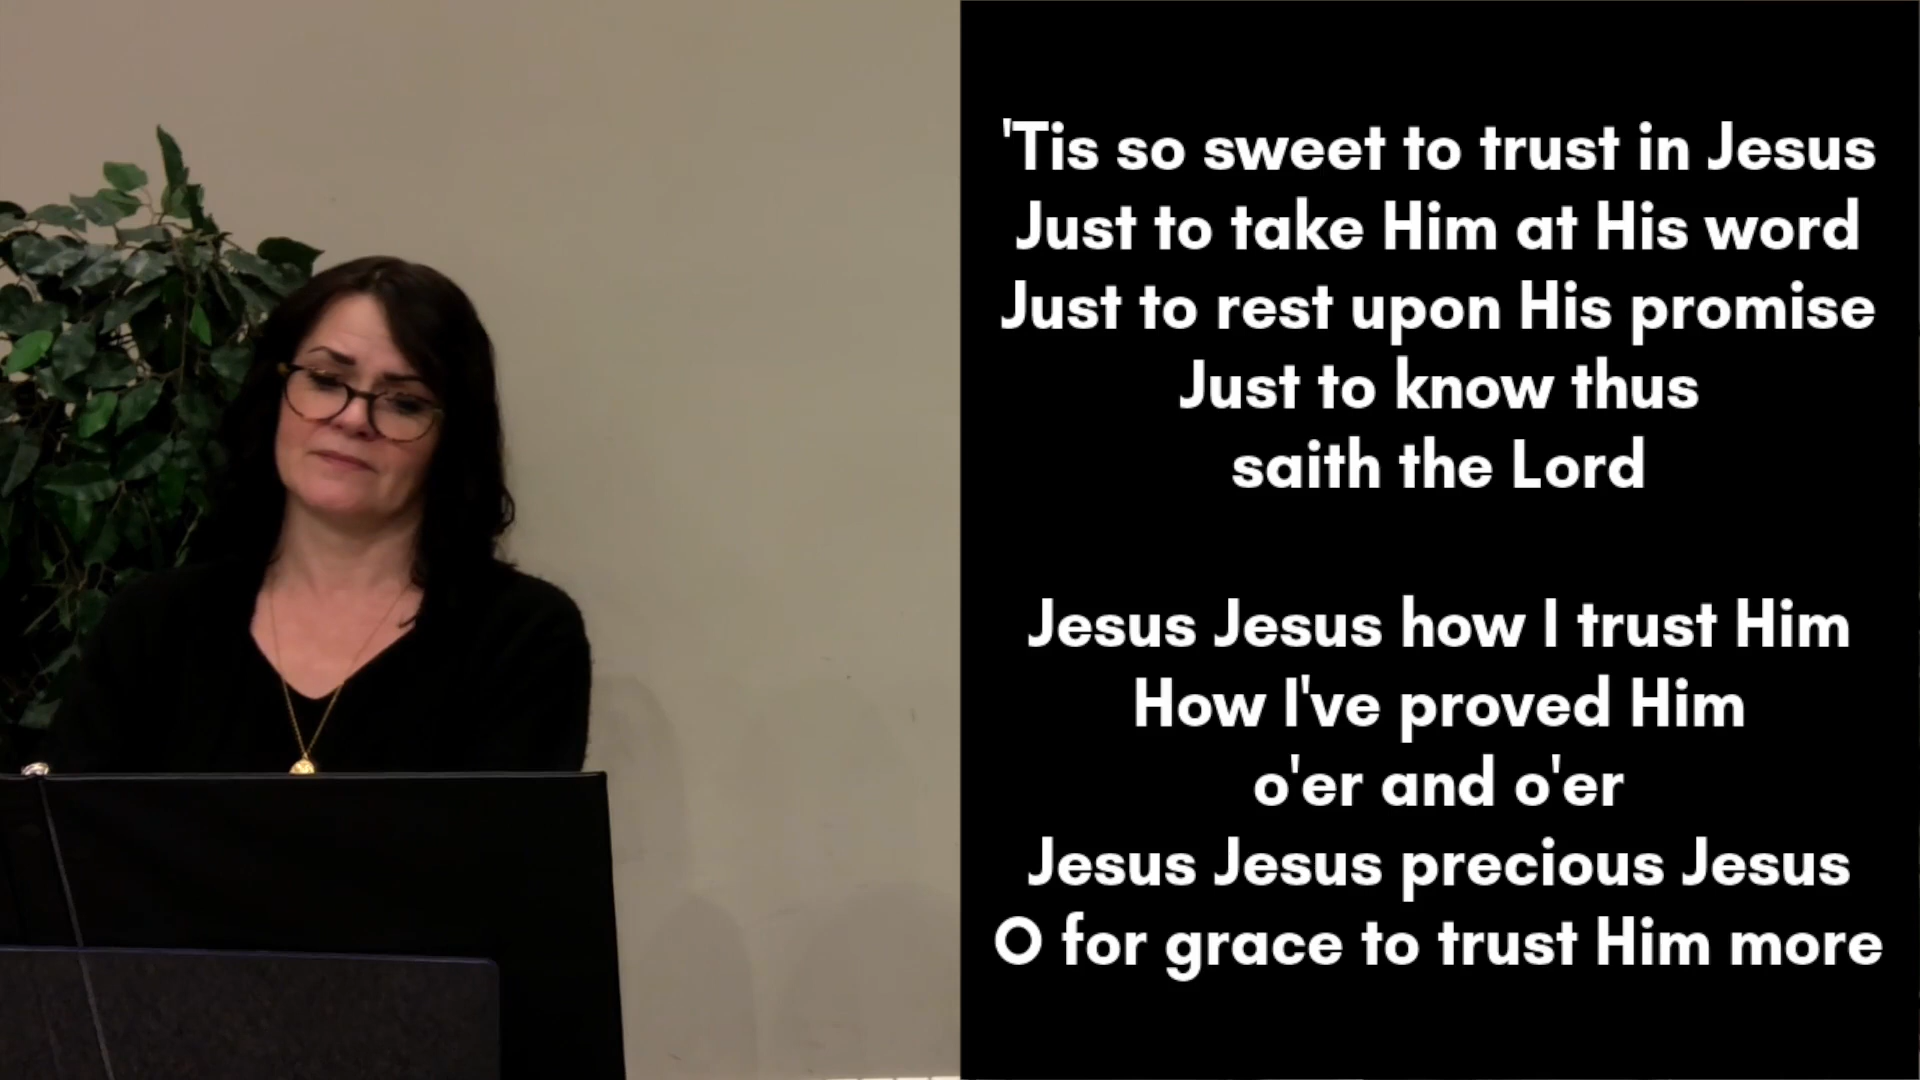 'Tis so sweet to trust in Jesus
Just to take Him at His word
Just to rest upon His promise
Just to know thus
saith the Lord
Jesus Jesus how I trust Him
How I've proved Him
o'er and o'er
Jesus Jesus precious Jesus
O for grace to trust Him more